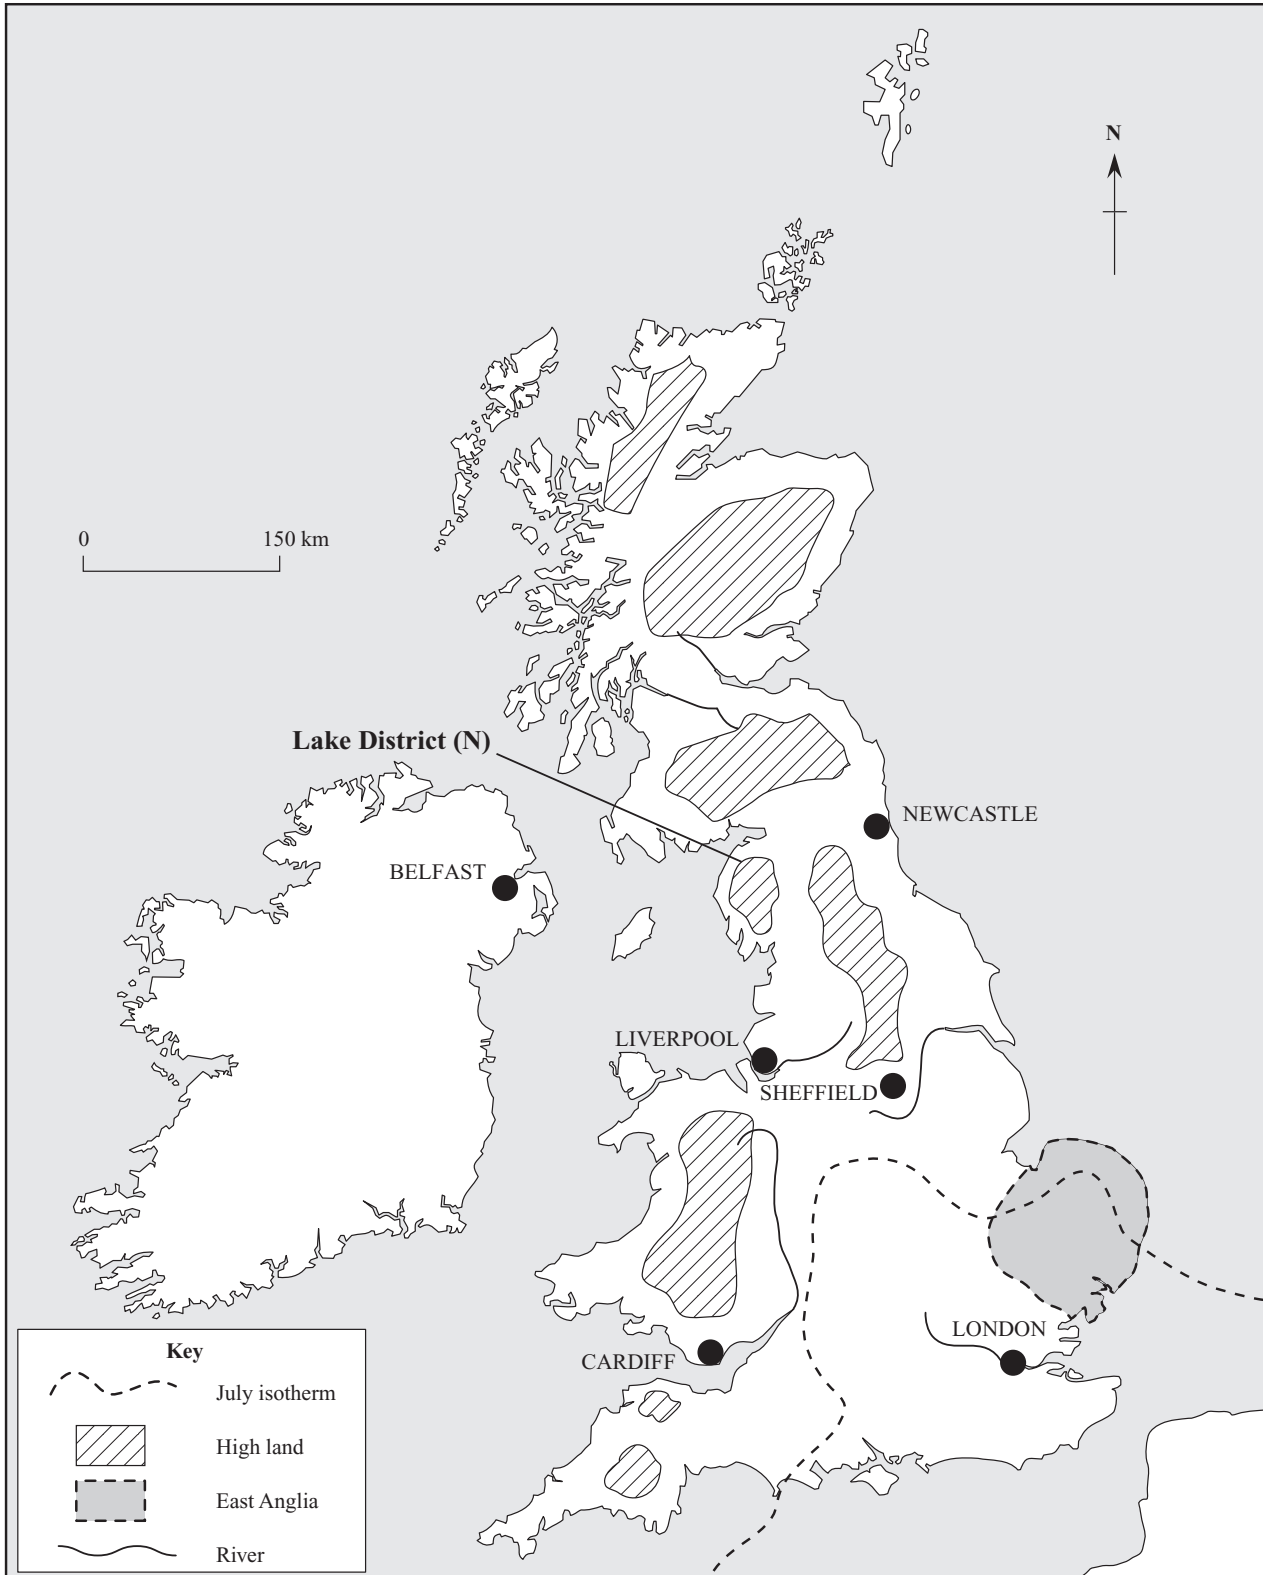 N
0 150 km
Lake District (N)
NEWCASTLE
BELFAST
LIVERPOOL
SHEFFIELD
LONDON
CARDIFF
Key
July isotherm
High land
East Anglia
River